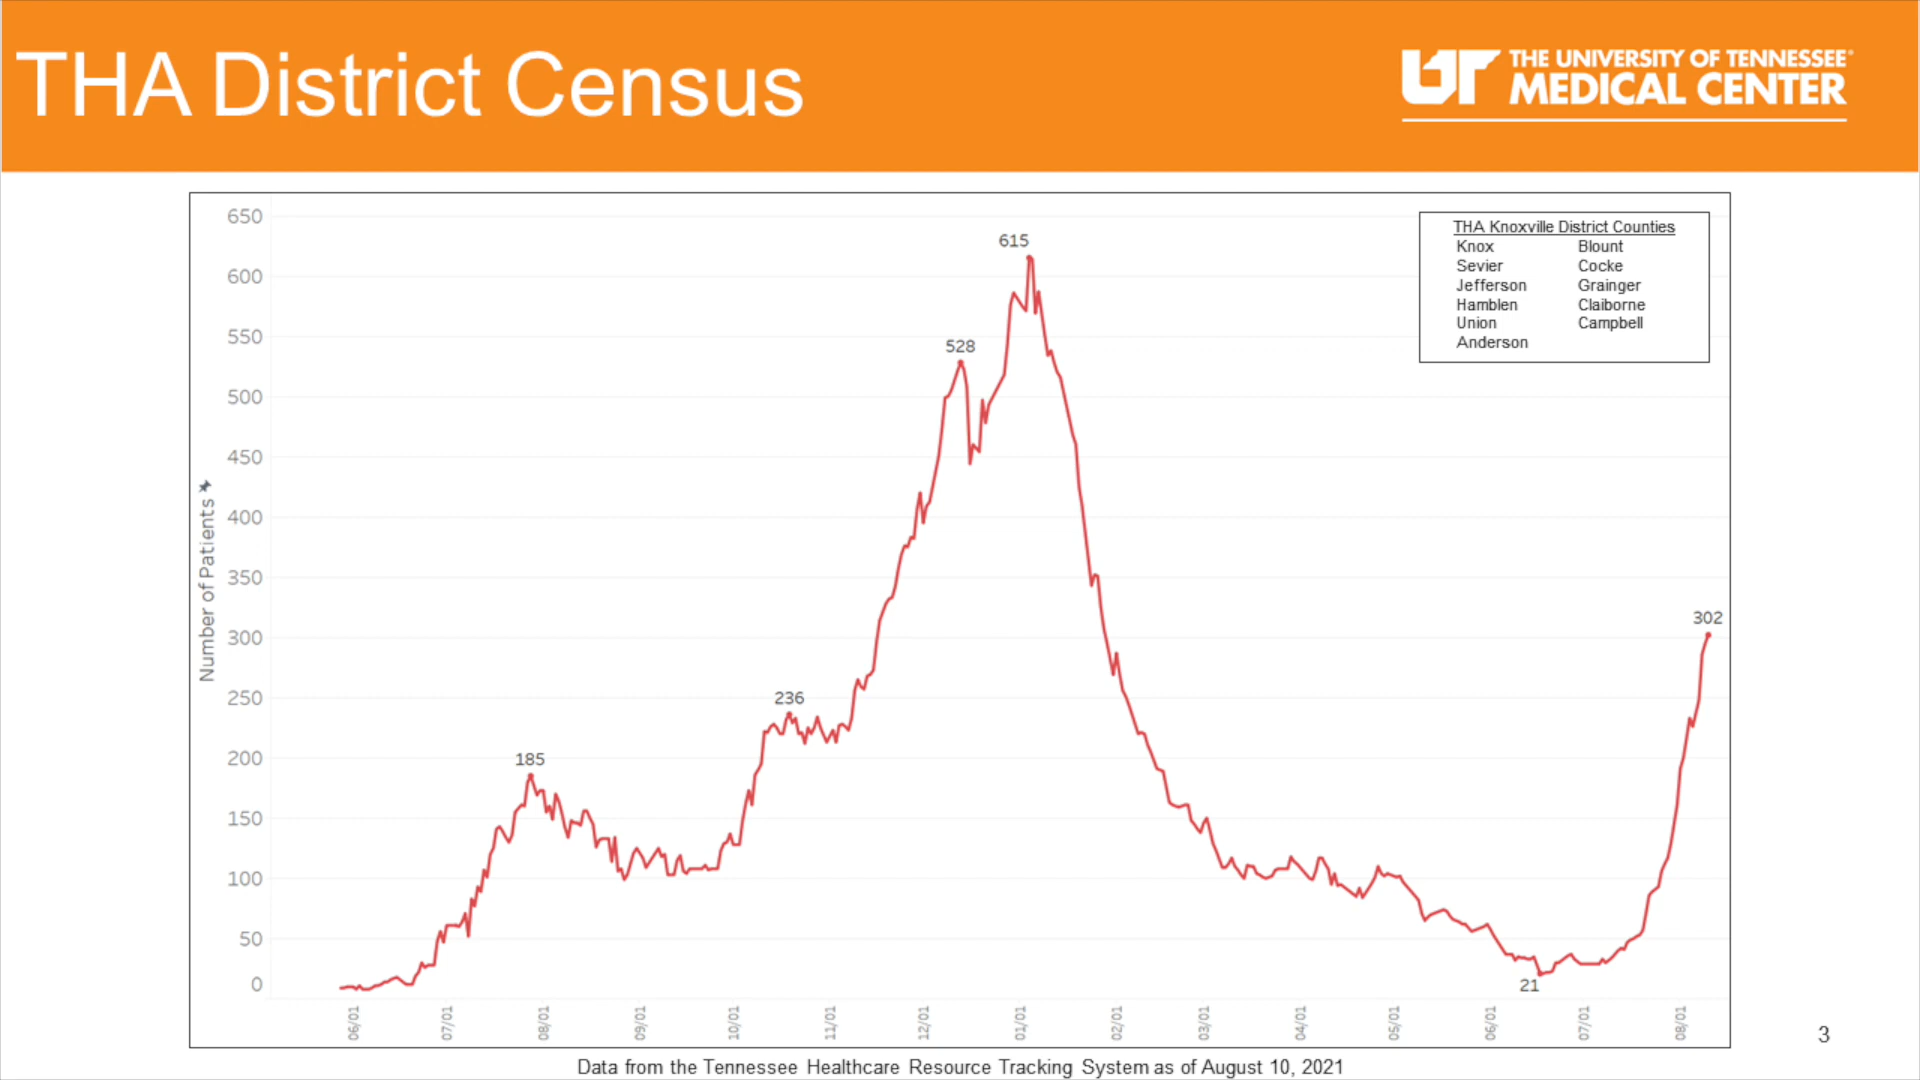 THA District Census
UT THE UNIVERSITY OF TENNESSEE
MEDICAL CENTER
650
600
550
500
450
400
350
300
250
200
150
100
50
0
Number of Patients
185
236
528
615
21
302
THA Knoxville District Counties
Knox Blount
Sevier Cocke
Jefferson Grainger
Hamblen Claiborne
Union Campbell
Anderson
06/01 07/01 08/01 09/01 10/01 11/01 12/01 01/01 02/01 03/01 04/01 05/01 06/01 07/01 08/01
3
Data from the Tennessee Healthcare Resource Tracking System as of August 10, 2021